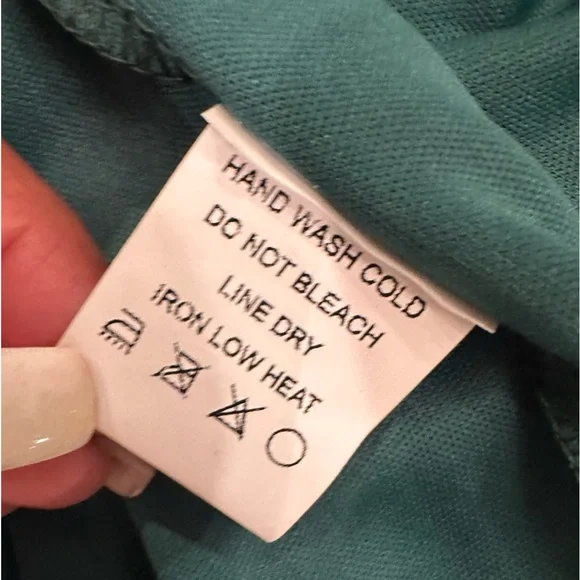 HAND WASH COLD
DO NOT BLEACH
LINE DRY
IRON LOW HEAT